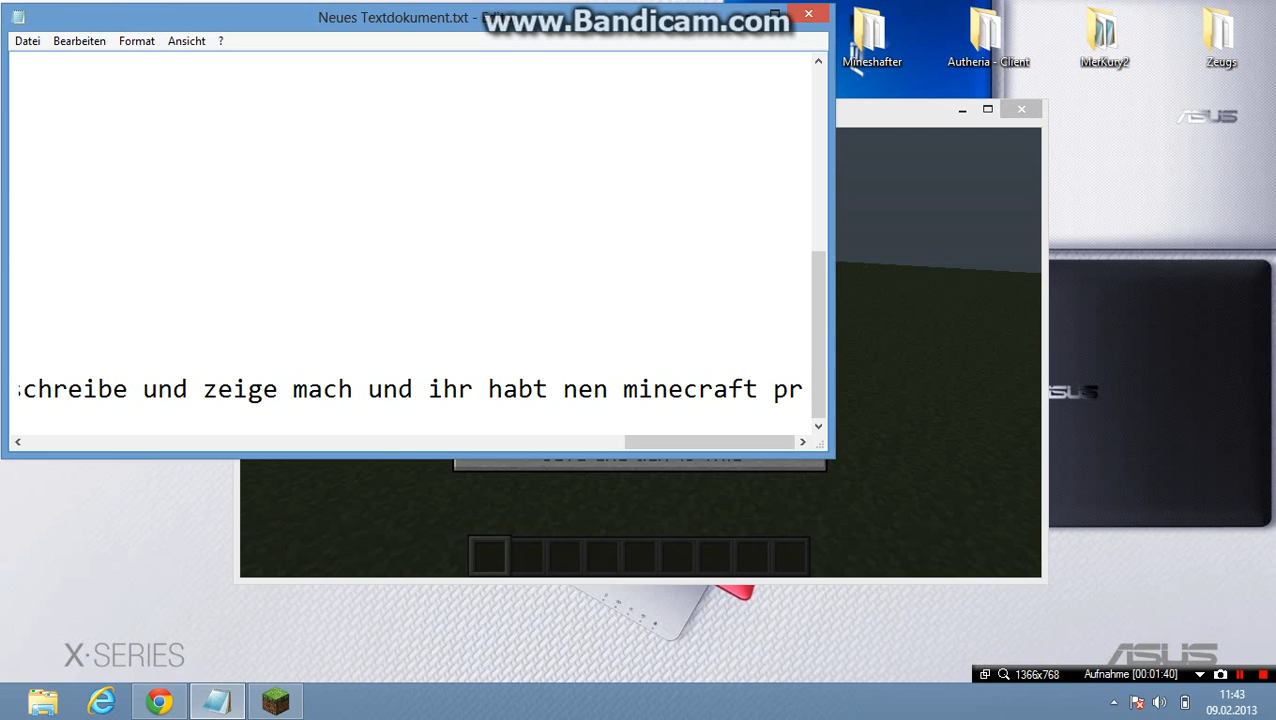 Neues Textdokument.txt -
www.Bandicam.com
Datei Bearbeiten Format Ansicht ?
Mineshafter
Autheria - Client
MerKury2
Zeugs
ASUS
chreibe und zeige mach und ihr habt nen minecraft pr
X·SERIES
ASUS
1366x768 Aufnahme [00:01:40]
11:43
09.02.2013